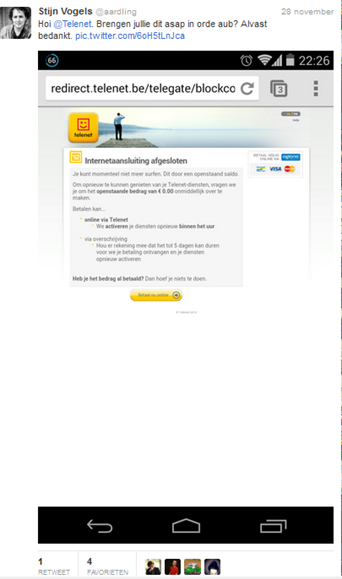 Stijn Vogels @aardling 28 november
Hoi @Telenet. Brengen jullie dit asap in orde aub? Alvast
bedankt. pic.twitter.com/6oH5tLnJca
66 22:26
redirect.telenet.be/telegate/blockco 3
telenet
Internetaansluiting afgesloten
Je kunt momenteel niet meer surfen. Dit door een openstaand saldo.
Om opnieuw te kunnen genieten van je Telenet-diensten, vragen we
je om het openstaande bedrag van € 0.00 onmiddellijk over te
maken.
Betalen kan...
online via Telenet
We activeren je diensten opnieuw binnen het uur
via overschrijving
Hou er rekening mee dat het tot 5 dagen kan duren
voor we je betaling ontvangen en je diensten
opnieuw activeren
Heb je het bedrag al betaald? Dan hoef je niets te doen.
Betaal nu online
BETAAL VEILIG
ONLINE VIA
VISA
1 4
RETWEET FAVORIETEN